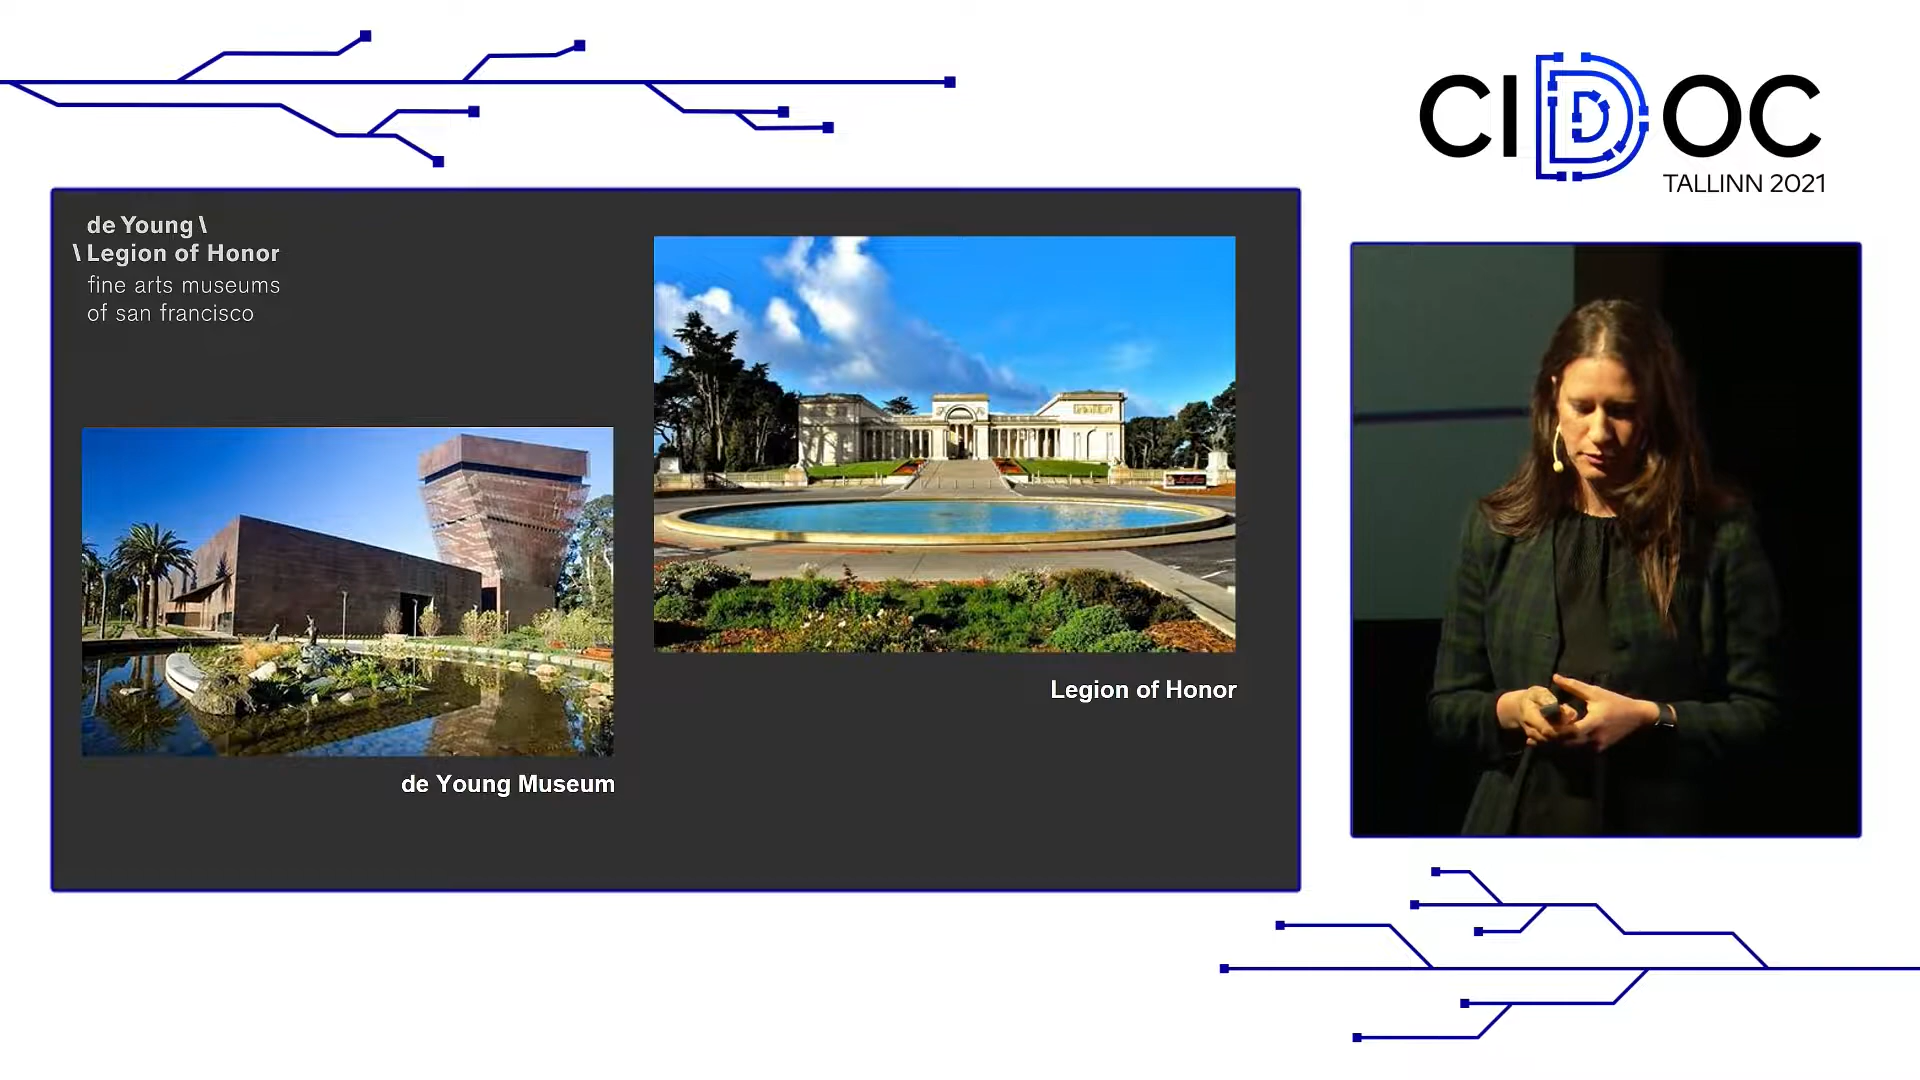 CIDOC
TALLINN 2021
de Young \
\ Legion of Honor
fine arts museums
of san francisco
Legion of Honor
de Young Museum